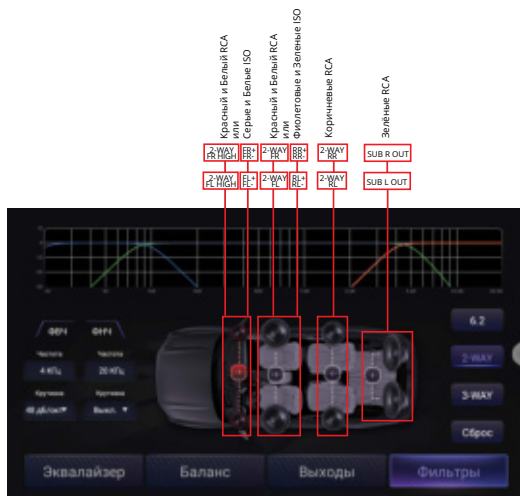 Красный и Белый RCA
или
Серые и Белые ISO
Красный и Белый RCA
или
Фиолетовые и Зеленые ISO
Коричневые RCA
Зелёные RCA
2-WAY
FR HIGH
FR+
FR-
2-WAY
FR
RR+
RR-
2-WAY
RR
SUB R OUT
2-WAY
FL HIGH
FL+
FL-
2-WAY
FL
RL+
RL-
2-WAY
RL
SUB L OUT
ФВЧ ФНЧ
Частота Частота
4 КГц 20 КГц
Крутизна Крутизна
Выкл.
6.2
2-WAY
3-WAY
Сброс
Эквалайзер Баланс Выходы Фильтры